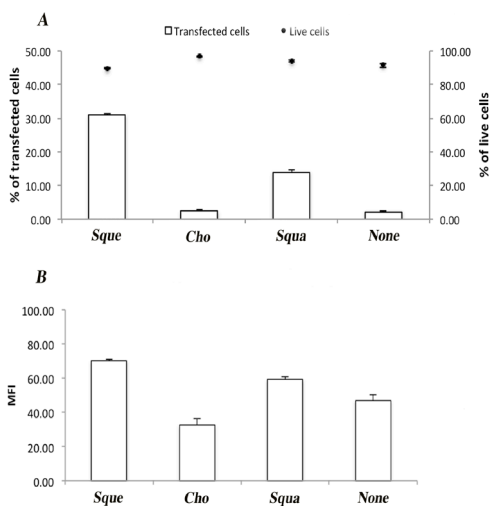 A
Transfected cells
Live cells
50.00
40.00
30.00
20.00
10.00
0.00
% of transfected cells
100.00
80.00
60.00
40.00
20.00
0.00
% of live cells
Sque Cho Squa None
B
100.00
80.00
60.00
40.00
20.00
0.00
MFI
Sque Cho Squa None